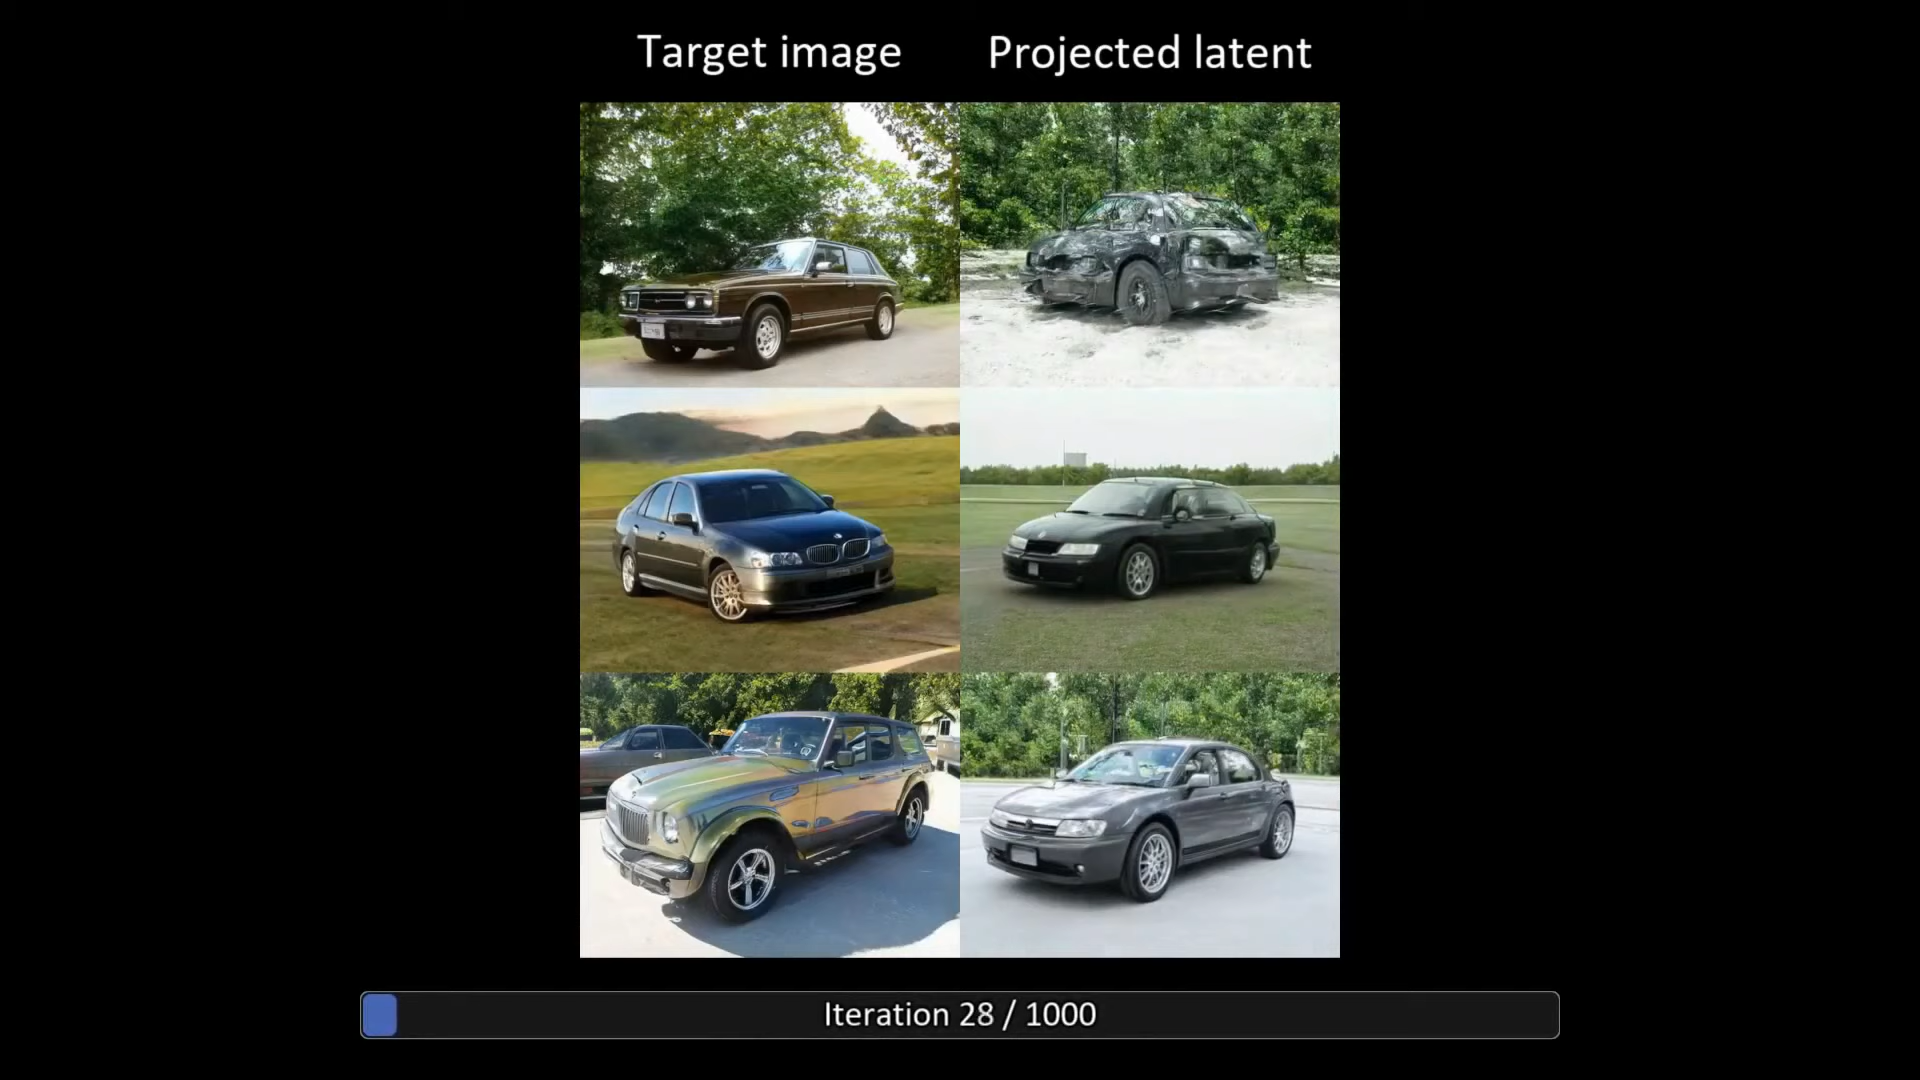 Target image
Projected latent
Iteration 28 / 1000